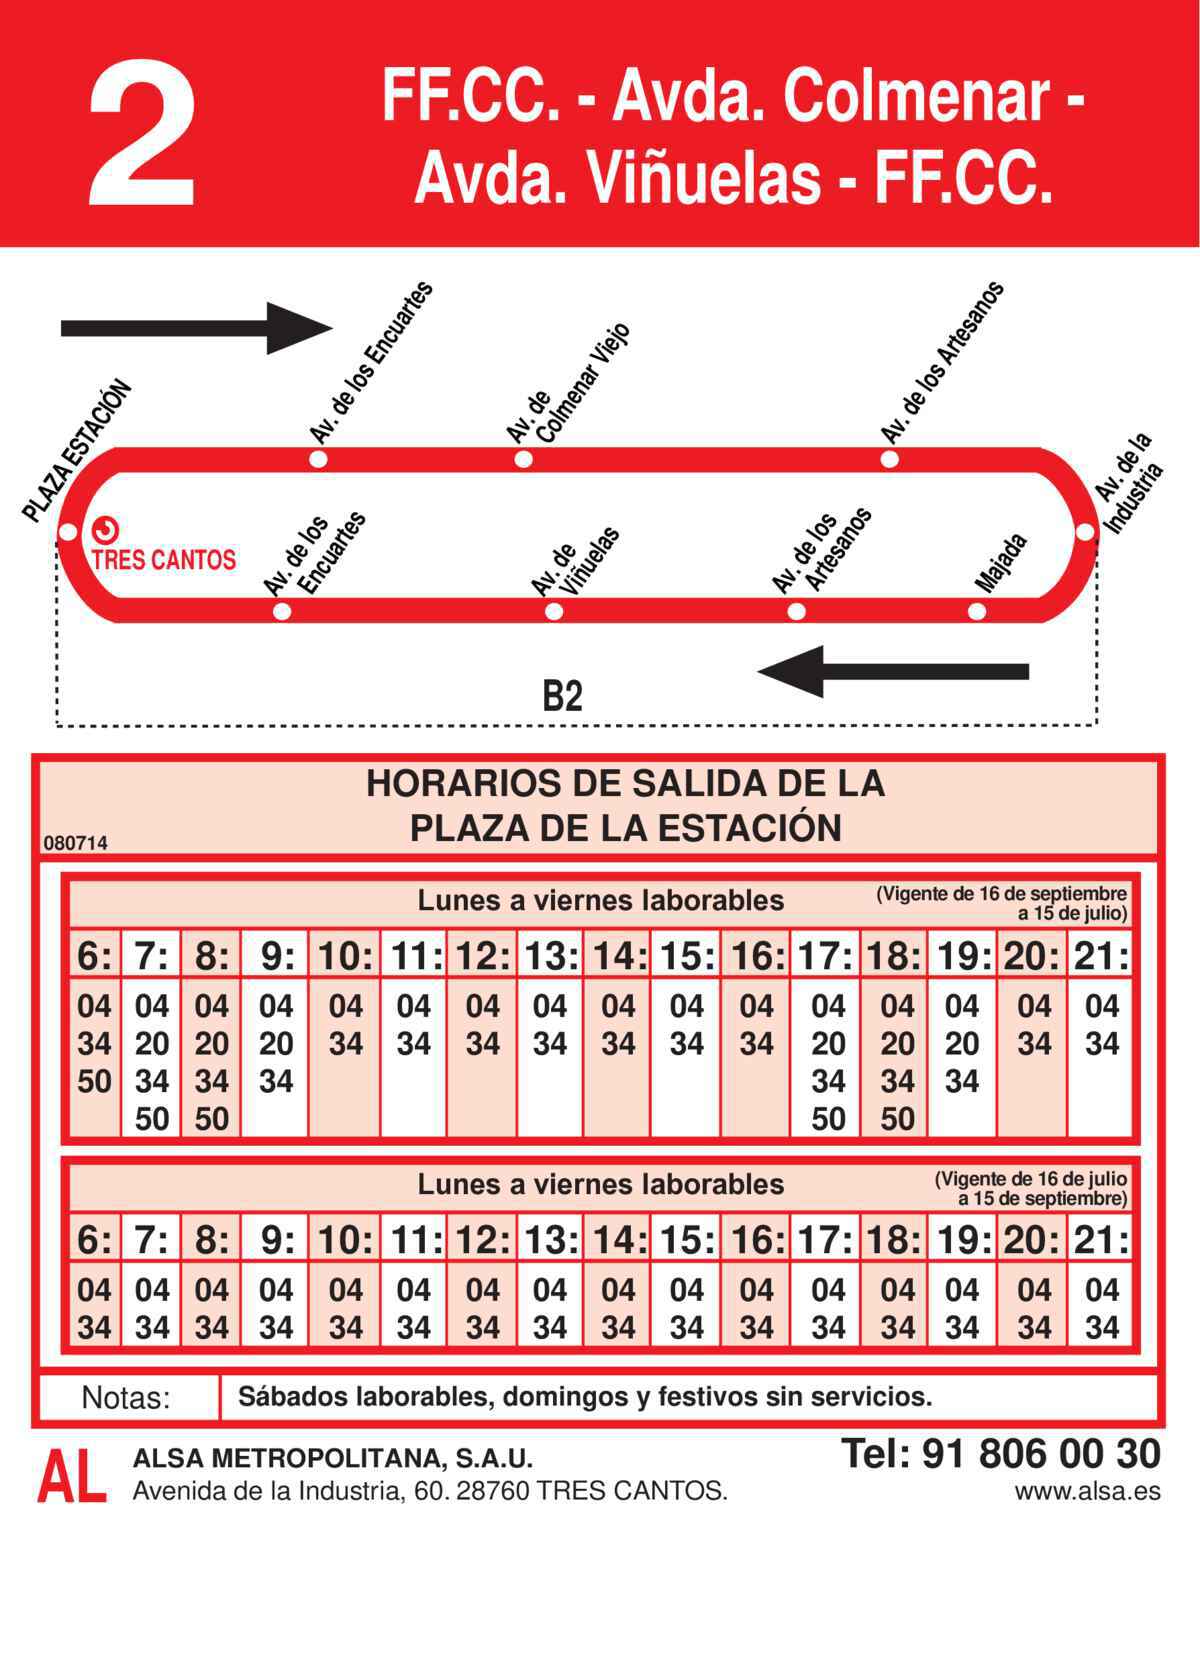 2
FF.CC. - Avda. Colmenar -
Avda. Viñuelas - FF.CC.
PLAZA ESTACIÓN
Av. de los Encuartes
Av. de
Colmenar Viejo
Av. de los Artesanos
Av. de la
Industria
TRES CANTOS
Av. de los
Encuartes
Av. de
Viñuelas
Av. de los
Artesanos
Majada
B2
HORARIOS DE SALIDA DE LA
PLAZA DE LA ESTACIÓN
080714
Lunes a viernes laborables
(Vigente de 16 de septiembre
a 15 de julio)
6: 7: 8: 9: 10: 11: 12: 13: 14: 15: 16: 17: 18: 19: 20: 21:
04 04 04 04 04 04 04 04 04 04 04 04 04 04 04 04
34 20 20 20 34 34 34 34 34 34 34 20 20 20 34 34
50 34 34 34 34 34 34
50 50 50 50
Lunes a viernes laborables
(Vigente de 16 de julio
a 15 de septiembre)
6: 7: 8: 9: 10: 11: 12: 13: 14: 15: 16: 17: 18: 19: 20: 21:
04 04 04 04 04 04 04 04 04 04 04 04 04 04 04 04
34 34 34 34 34 34 34 34 34 34 34 34 34 34 34 34
Notas: Sábados laborables, domingos y festivos sin servicios.
AL
ALSA METROPOLITANA, S.A.U.
Avenida de la Industria, 60. 28760 TRES CANTOS.
Tel: 91 806 00 30
www.alsa.es